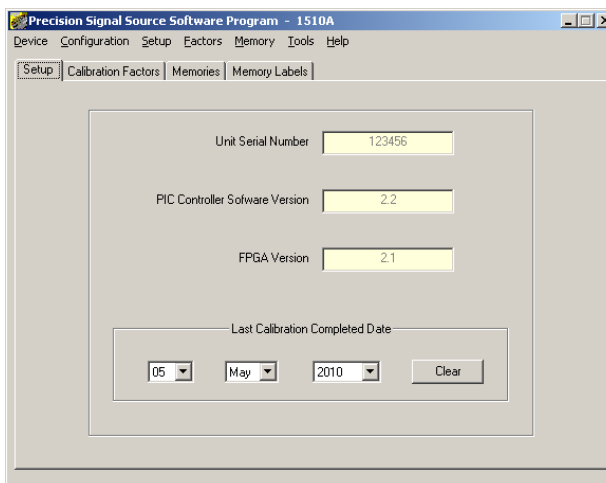 Precision Signal Source Software Program - 1510A
Device Configuration Setup Factors Memory Tools Help
Setup Calibration Factors Memories Memory Labels
Unit Serial Number 123456
PIC Controller Sofware Version 2.2
FPGA Version 2.1
Last Calibration Completed Date
05 May 2010 Clear